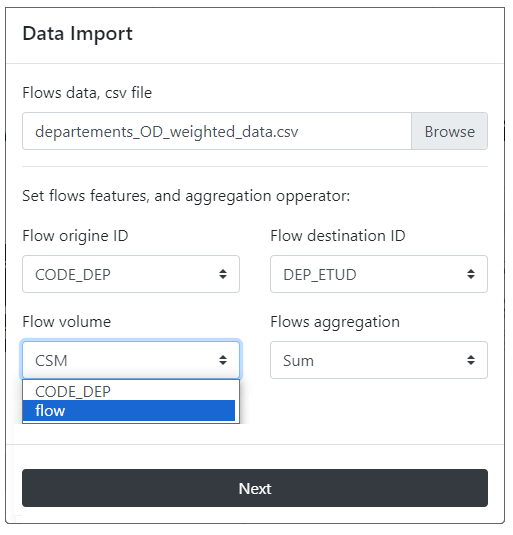 Data Import
Flows data, csv file
departements_OD_weighted_data.csv Browse
Set flows features, and aggregation opperator:
Flow origine ID Flow destination ID
CODE_DEP DEP_ETUD
Flow volume Flows aggregation
CSM Sum
CODE_DEP
flow
Next